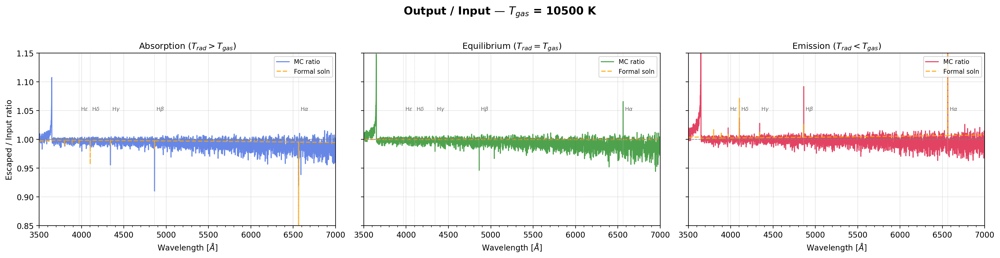 Output / Input — T_gas = 10500 K
Absorption (T_rad > T_gas)
Equilibrium (T_rad = T_gas)
Emission (T_rad < T_gas)
Escaped / Input ratio
1.15
1.10
1.05
1.00
0.95
0.90
0.85
MC ratio
Formal soln
Hε Hδ Hγ Hβ Hα
3500 4000 4500 5000 5500 6000 6500 7000
Wavelength [Å]
MC ratio
Formal soln
Hε Hδ Hγ Hβ Hα
3500 4000 4500 5000 5500 6000 6500 7000
Wavelength [Å]
MC ratio
Formal soln
Hε Hδ Hγ Hβ Hα
3500 4000 4500 5000 5500 6000 6500 7000
Wavelength [Å]